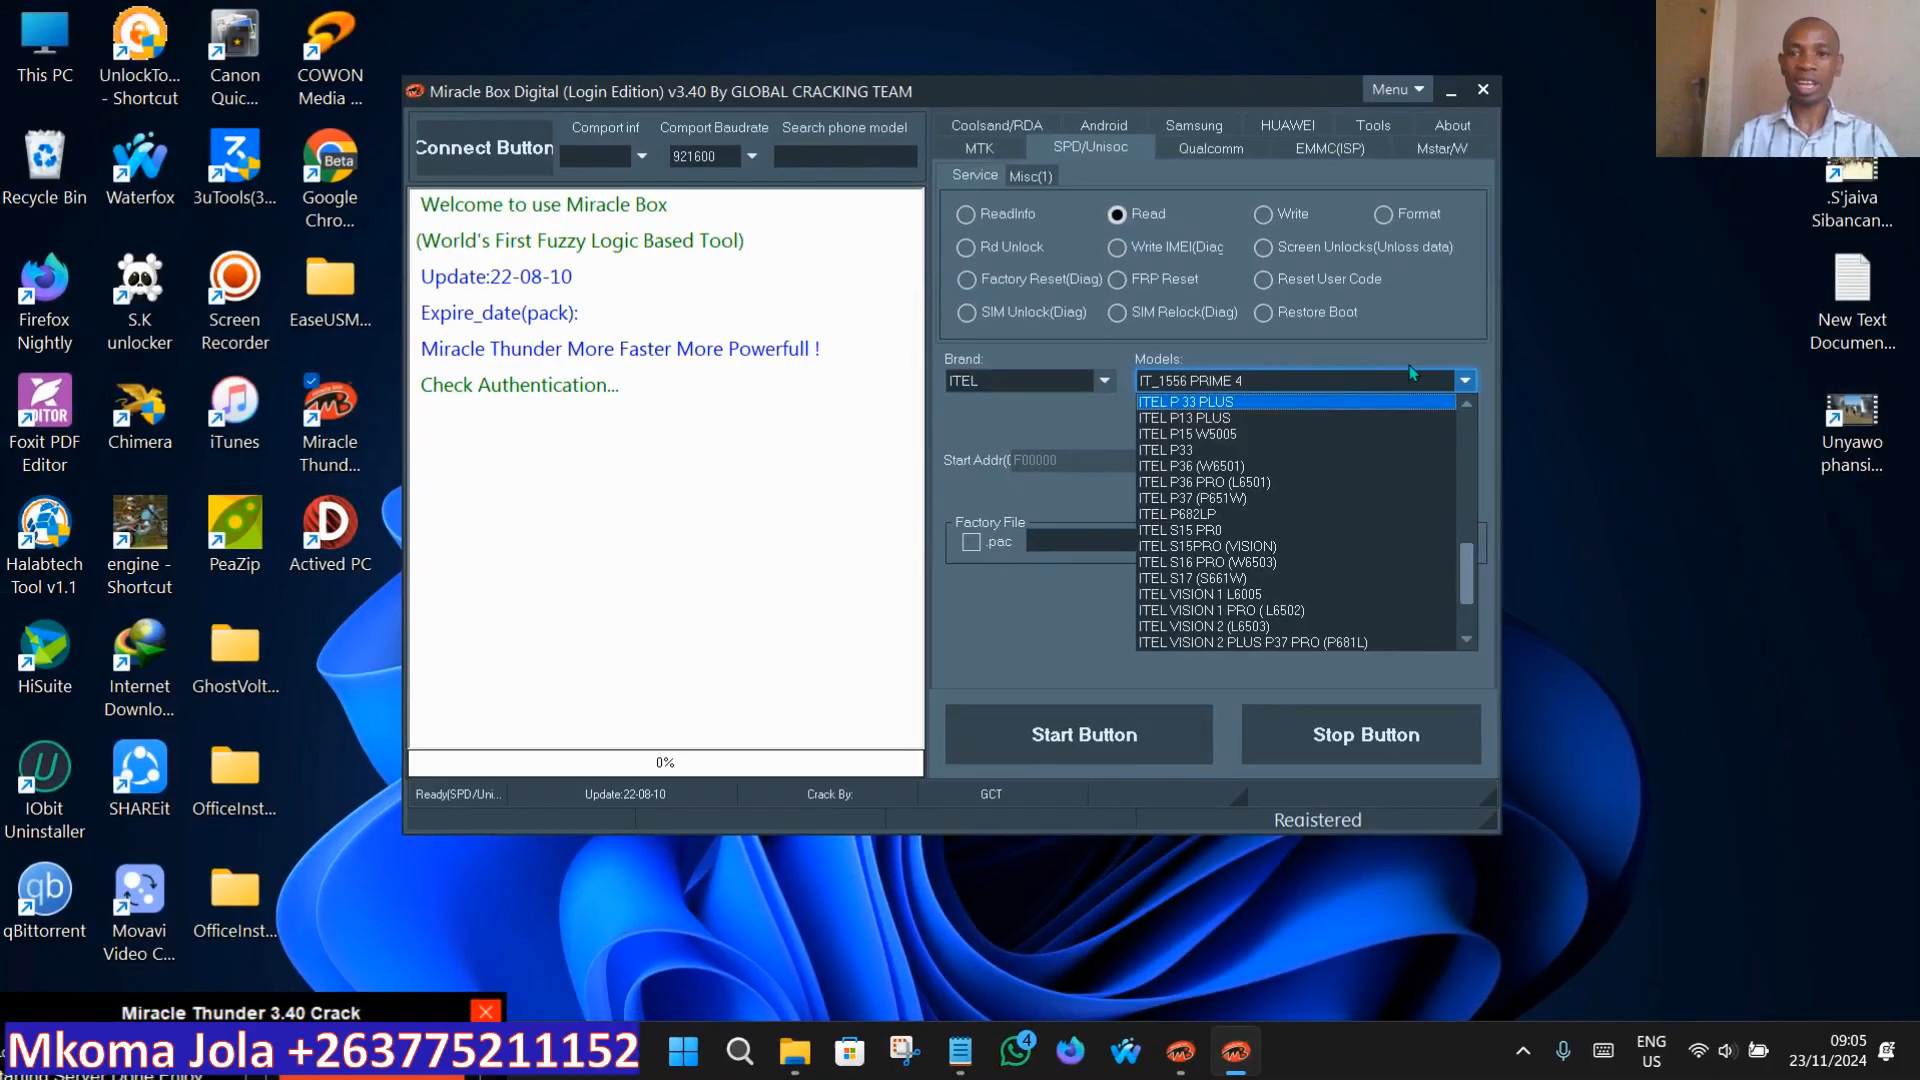 This PC
UnlockTo...
- Shortcut
Canon
Quic...
COWON
Media ...
Recycle Bin
Waterfox
3uTools(3...
Google
Chro...
Firefox
Nightly
S.K
unlocker
Screen
Recorder
EaseUSM...
Foxit PDF
Editor
Chimera
iTunes
Miracle
Thund...
Halabtech
Tool v1.1
engine -
Shortcut
PeaZip
Actived PC
HiSuite
Internet
Downlo...
GhostVolt...
IObit
Uninstaller
SHAREit
OfficeInst...
qBittorrent
Movavi
Video C...
OfficeInst...
Miracle Box Digital (Login Edition) v3.40 By GLOBAL CRACKING TEAM
Menu
Connect Button
Comport inf
Comport Baudrate
Search phone model
921600
Coolsand/RDA
Android
Samsung
HUAWEI
Tools
About
MTK
SPD/Unisoc
Qualcomm
EMMC(ISP)
Mstar/W
Service
Misc(1)
Welcome to use Miracle Box
(World's First Fuzzy Logic Based Tool)
Update:22-08-10
Expire_date(pack):
Miracle Thunder More Faster More Powerfull !
Check Authentication...
ReadInfo
Read
Write
Format
Rd Unlock
Write IMEI(Diag
Screen Unlocks(Unloss data)
Factory Reset(Diag)
FRP Reset
Reset User Code
SIM Unlock(Diag)
SIM Relock(Diag)
Restore Boot
Brand:
Models:
ITEL
IT_1556 PRIME 4
ITEL P 33 PLUS
ITEL P13 PLUS
ITEL P15 W5005
ITEL P33
ITEL P36 (W6501)
ITEL P36 PRO (L6501)
ITEL P37 (P651W)
ITEL P682LP
ITEL S15 PR0
ITEL S15PRO (VISION)
ITEL S16 PRO (W6503)
ITEL S17 (S661W)
ITEL VISION 1 L6005
ITEL VISION 1 PRO ( L6502)
ITEL VISION 2 (L6503)
ITEL VISION 2 PLUS P37 PRO (P681L)
Start Addr(
F00000
Factory File
.pac
Start Button
Stop Button
0%
Ready(SPD/Uni...
Update:22-08-10
Crack By:
GCT
Registered
.S'jaiva
Sibancan...
New Text
Documen...
Unyawo
phansi...
Miracle Thunder 3.40 Crack
Mkoma Jola +263775211152
4
ENG
US
09:05
23/11/2024